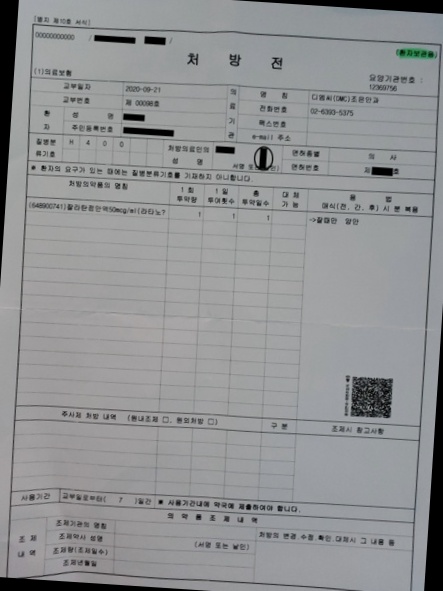 (별지 제10호 서식)
00000000000 /
(환자보관용)
처 방 전
요양기관번호 :
12369756
(1)의료보험
교부일자 2020-09-21
교부번호 제 00098호
의료기관
명 칭 디엠씨(DMC)조은안과
전화번호 02-6393-5375
팩스번호
e-mail 주소
환자
성 명
주민등록번호
질병분류기호 H 4 0 0
처방의료인의 성 명
서명 또는
면허종별 의 사
면허번호 제 호
※ 환자의 요구가 있는 때에는 질병분류기호를 기재하지 아니합니다.
처방의약품의 명칭
1 회 투약량
1 일 투여횟수
총 투약일수
대 체 가 능
용 법
매식(전, 간, 후) 시 분 복용
(648900741)잘라탄점안액50mcg/ml(라타노? 1 1 1
->잘때만 양안
주사제 처방 내역 (원내조제 □, 원외처방 □)
구 분
조제시 참고사항
사용기간 교부일로부터( 7 )일간 ※ 사용기간내에 약국에 제출하여야 합니다.
의 약 품 조 제 내 역
조제내역
조제기관의 명칭
조제약사 성명 (서명 또는 날인)
조제량(조제일수)
조제년월일
처방의 변경.수정.확인.대체시 그 내용 등